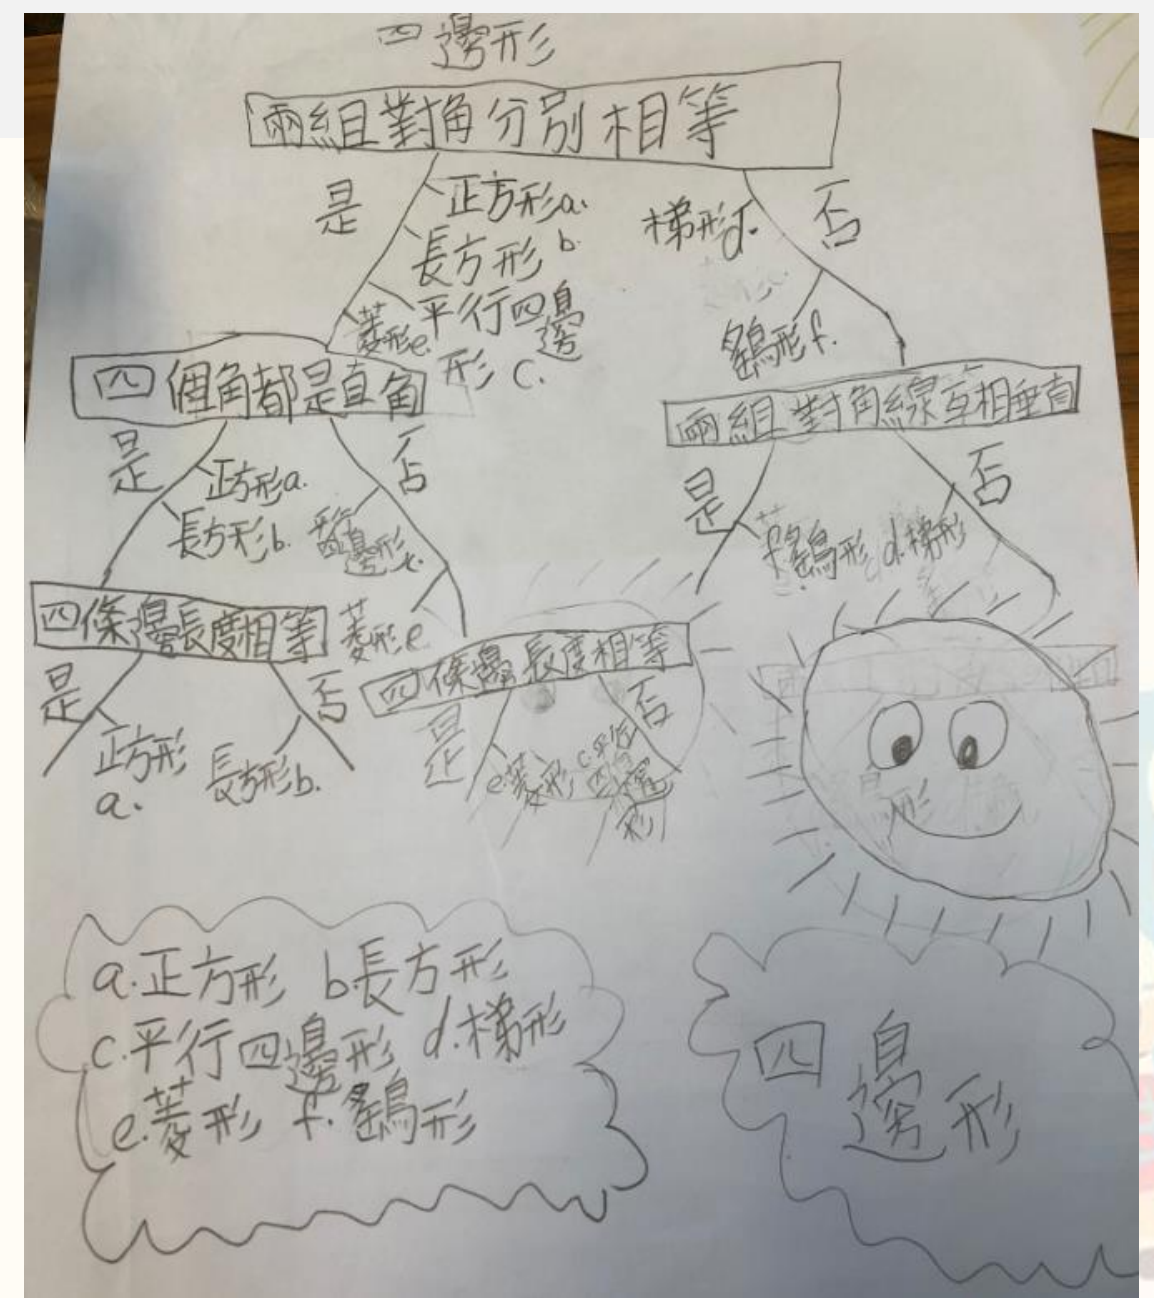 四邊形
兩組對角分別相等
是
正方形a.
長方形b.
平行四邊
形c.
菱形e.
梯形d.
否
鷂形f.
四個角都是直角
兩組對角線互相垂直
是
正方形a.
長方形b.
否
平行
四邊形c.
菱形e.
是
f.鷂形
d.梯形
否
四條邊長度相等
四條邊長度相等
是
正方形
a.
長方形b.
否
是
e.菱形
c.平行
四邊
形
否
a.正方形 b.長方形
c.平行四邊形 d.梯形
e.菱形 f.鷂形
四邊形